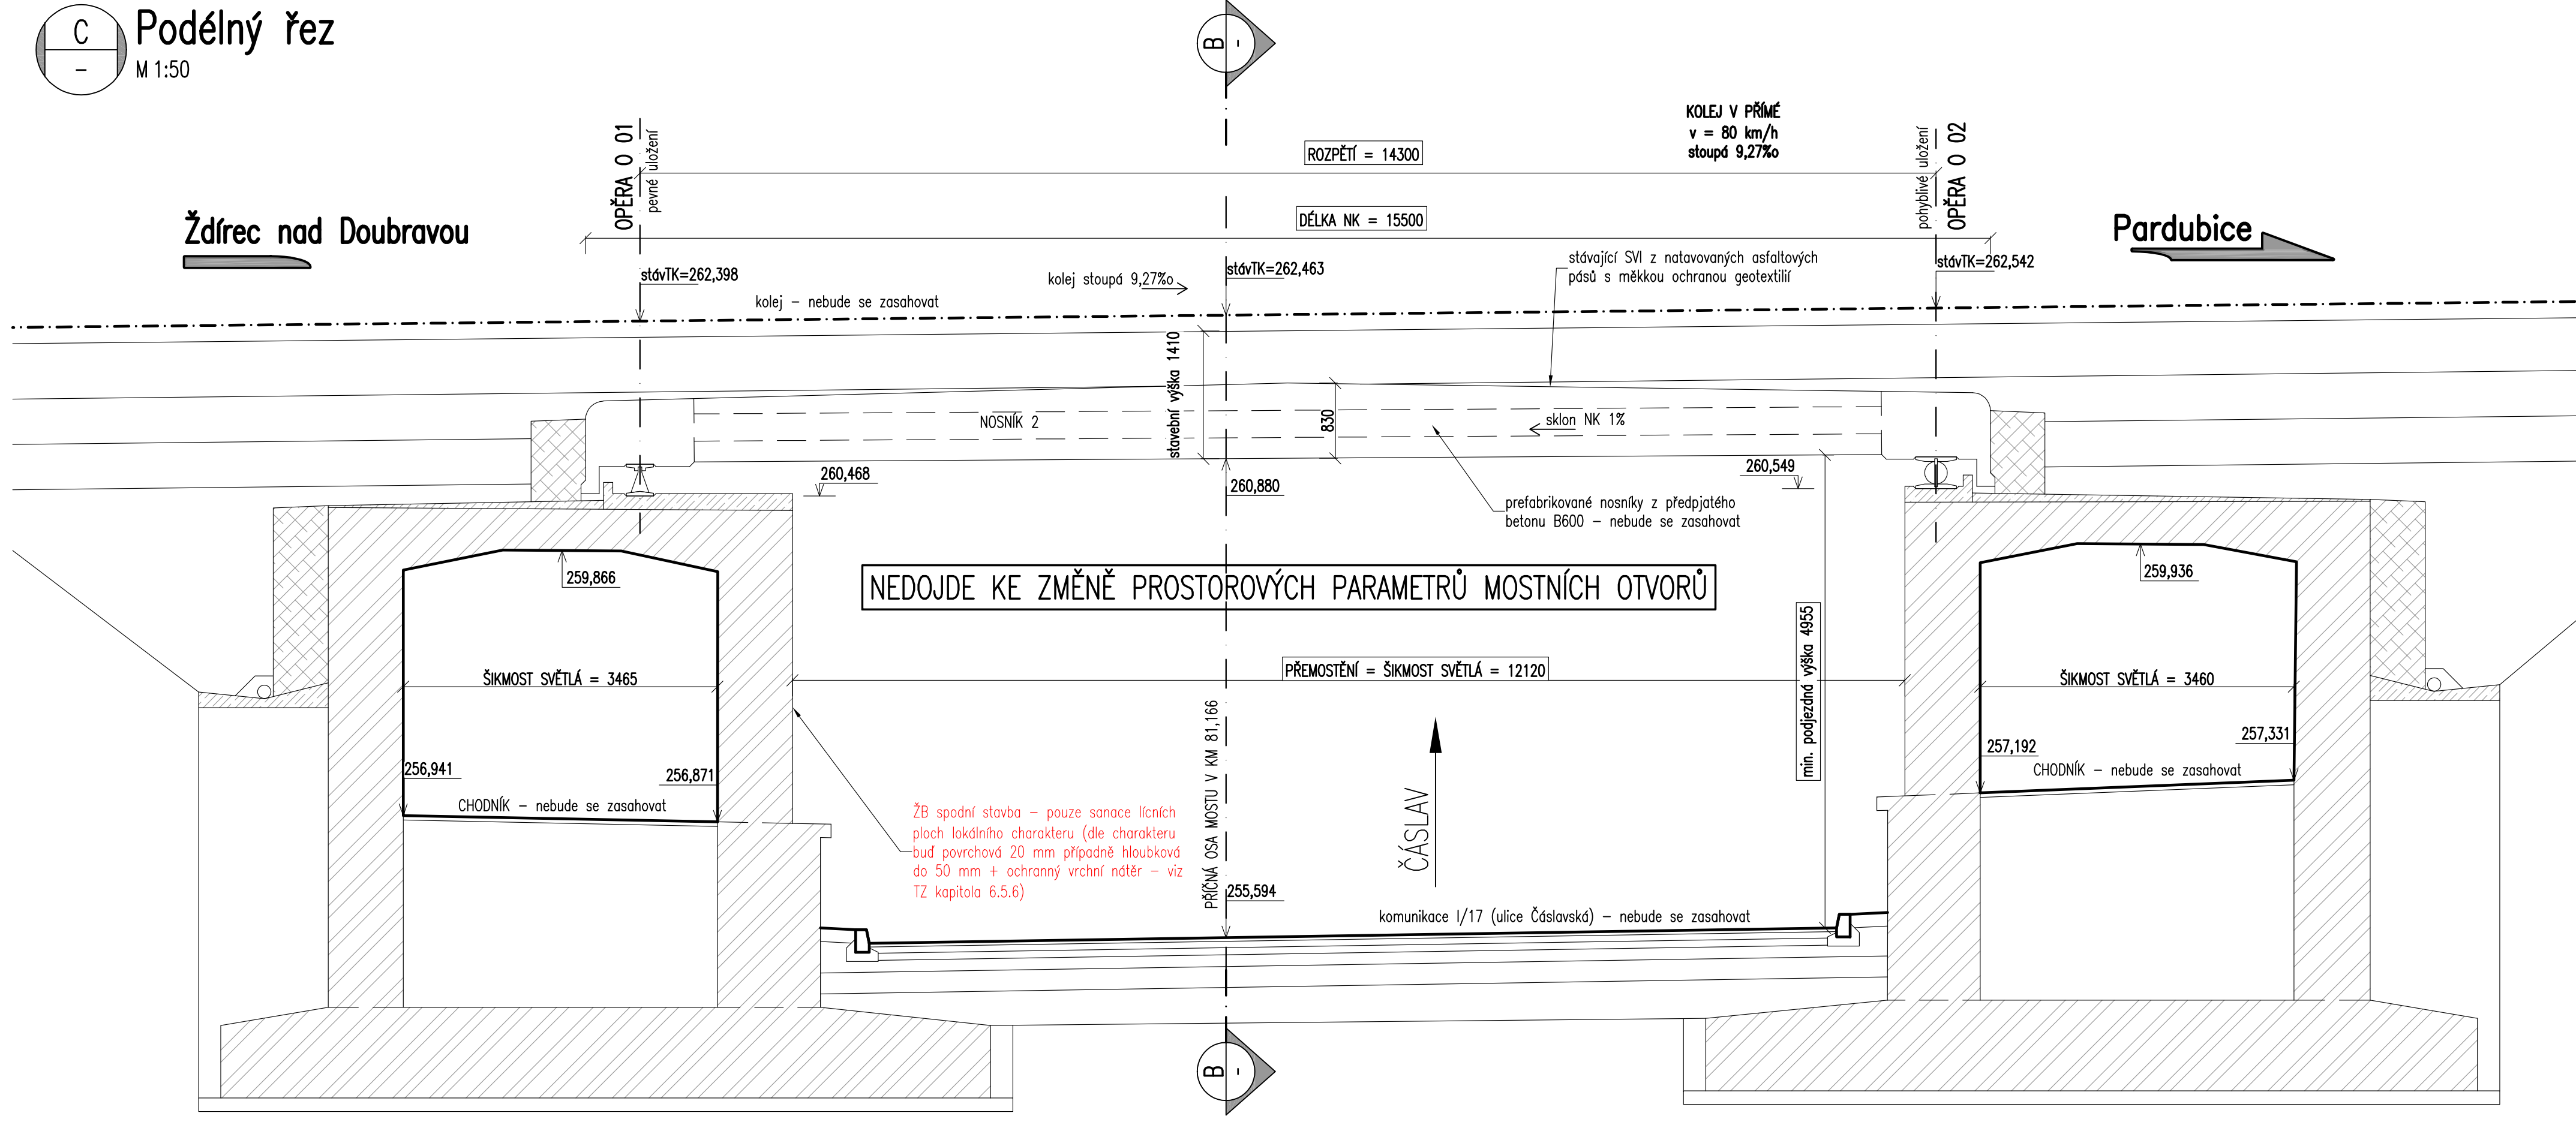 C
-
Podélný řez
M 1:50
B
-
KOLEJ V PŘÍMÉ
v = 80 km/h
stoupá 9,27‰
OPĚRA O 01
pevné uložení
ROZPĚTÍ = 14300
pohyblivé uložení
OPĚRA O 02
Ždírec nad Doubravou
DÉLKA NK = 15500
Pardubice
stávTK=262,398
kolej – nebude se zasahovat
kolej stoupá 9,27‰
stávTK=262,463
stávající SVI z natavovaných asfaltových
pásů s měkkou ochranou geotextilií
stávTK=262,542
stavební výška 1410
NOSNÍK 2
830
sklon NK 1%
260,468
260,880
260,549
prefabrikované nosníky z předpjatého
betonu B600 – nebude se zasahovat
259,866
NEDOJDE KE ZMĚNĚ PROSTOROVÝCH PARAMETRŮ MOSTNÍCH OTVORŮ
259,936
ŠIKMOST SVĚTLÁ = 3465
PŘEMOSTĚNÍ = ŠIKMOST SVĚTLÁ = 12120
min. podjezdná výška 4955
ŠIKMOST SVĚTLÁ = 3460
256,941
256,871
CHODNÍK – nebude se zasahovat
PŘÍČNÁ OSA MOSTU V KM 81,166
ČÁSLAV
257,192
257,331
CHODNÍK – nebude se zasahovat
ŽB spodní stavba – pouze sanace lícních
ploch lokálního charakteru (dle charakteru
buď povrchová 20 mm případně hloubková
do 50 mm + ochranný vrchní nátěr – viz
TZ kapitola 6.5.6)
255,594
komunikace I/17 (ulice Čáslavská) – nebude se zasahovat
B
-